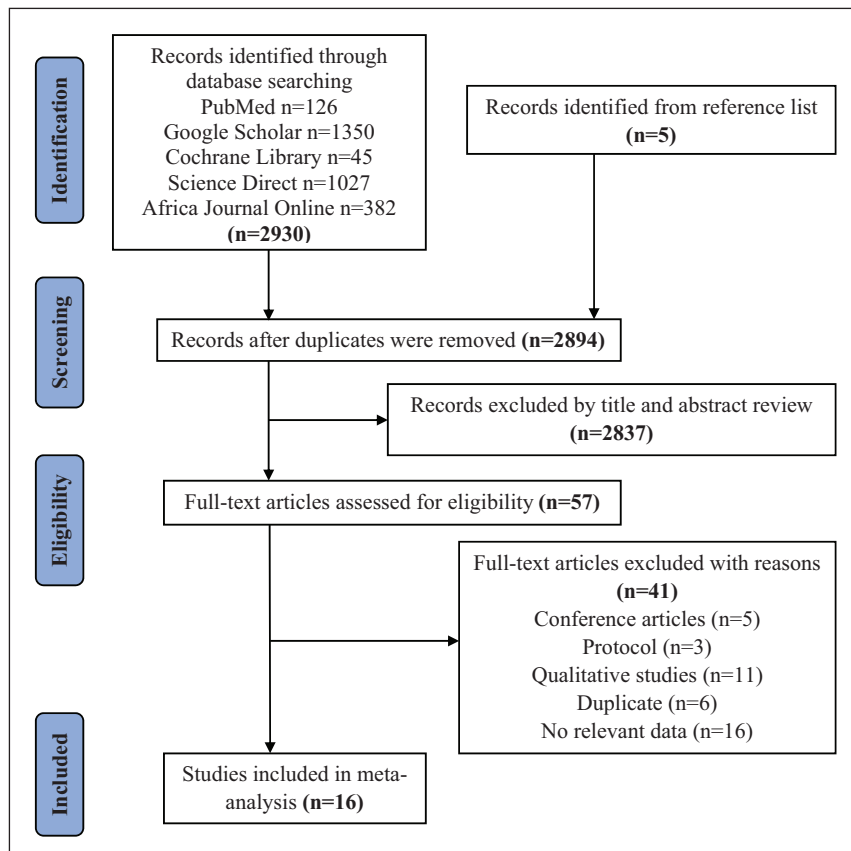 Identification
Records identified through
database searching
PubMed n=126
Google Scholar n=1350
Cochrane Library n=45
Science Direct n=1027
Africa Journal Online n=382
(n=2930)
Records identified from reference list
(n=5)
Screening
Records after duplicates were removed (n=2894)
Records excluded by title and abstract review
(n=2837)
Eligibility
Full-text articles assessed for eligibility (n=57)
Full-text articles excluded with reasons
(n=41)
Conference articles (n=5)
Protocol (n=3)
Qualitative studies (n=11)
Duplicate (n=6)
No relevant data (n=16)
Included
Studies included in meta-
analysis (n=16)